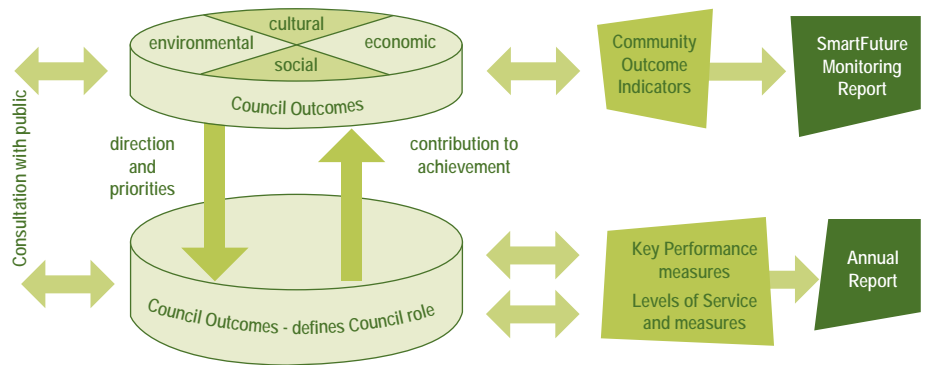 Consultation with public
cultural
environmental
economic
social
Council Outcomes
direction
and
priorities
contribution to
achievement
Council Outcomes - defines Council role
Community
Outcome
Indicators
SmartFuture
Monitoring
Report
Key Performance
measures
Levels of Service
and measures
Annual
Report